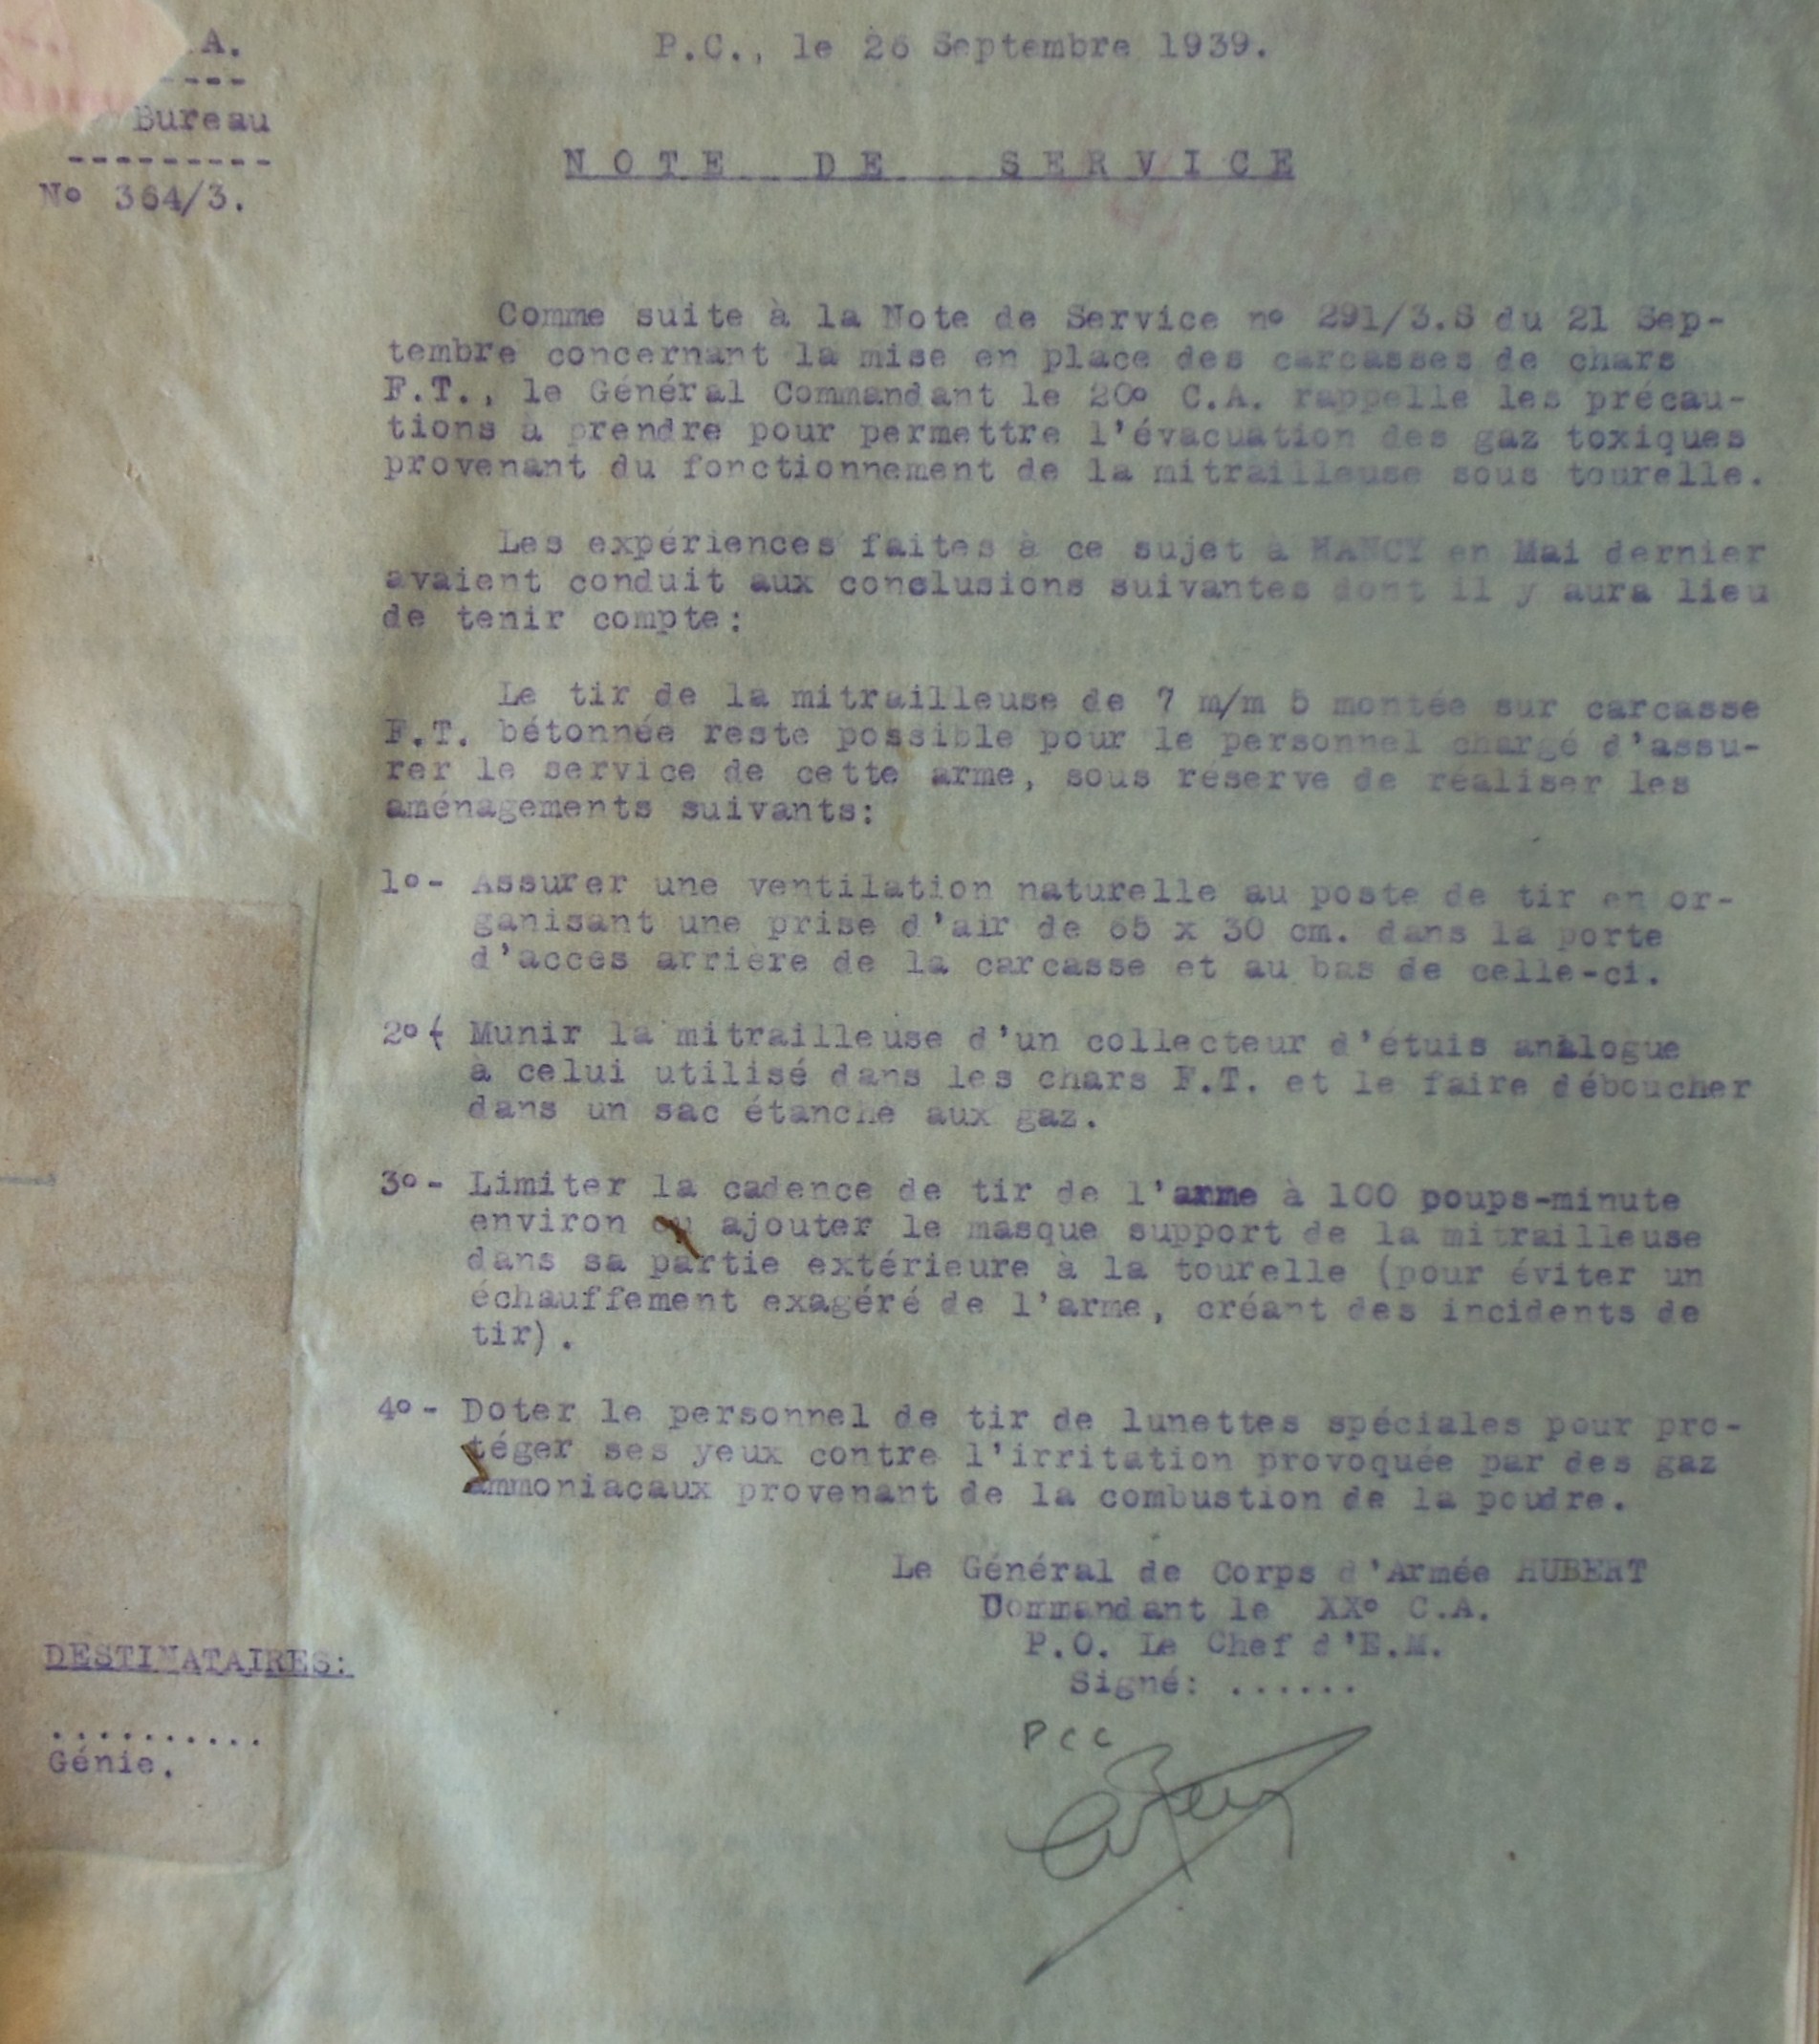 .A.
----
Bureau
---------
No 364/3.
P.C., le 26 Septembre 1939.
NOTE DE SERVICE
Comme suite à la Note de Service no 291/3.S du 21 Sep-
tembre concernant la mise en place des carcasses de chars
F.T., le Général Commandant le 20o C.A. rappelle les précau-
tions à prendre pour permettre l'évacuation des gaz toxiques
provenant du fonctionnement de la mitrailleuse sous tourelle.
Les expériences faites à ce sujet à NANCY en Mai dernier
avaient conduit aux conclusions suivantes dont il y aura lieu
de tenir compte:
Le tir de la mitrailleuse de 7 m/m 5 montée sur carcasse
F.T. bétonnée reste possible pour le personnel chargé d'assu-
rer le service de cette arme, sous réserve de réaliser les
aménagements suivants:
1o- Assurer une ventilation naturelle au poste de tir en or-
ganisant une prise d'air de 65 x 30 cm. dans la porte
d'accès arrière de la carcasse et au bas de celle-ci.
2o- Munir la mitrailleuse d'un collecteur d'étuis analogue
à celui utilisé dans les chars F.T. et le faire déboucher
dans un sac étanche aux gaz.
3o- Limiter la cadence de tir de l'arme à 100 poups-minute
environ ou ajouter le masque support de la mitrailleuse
dans sa partie extérieure à la tourelle (pour éviter un
échauffement exagéré de l'arme, créant des incidents de
tir).
4o- Doter le personnel de tir de lunettes spéciales pour pro-
téger ses yeux contre l'irritation provoquée par des gaz
ammoniacaux provenant de la combustion de la poudre.
Le Général de Corps d'Armée HUBERT
Commandant le XXo C.A.
P.O. Le Chef d'E.M.
Signé: ......
PCC
DESTINATAIRES:
..........
Génie.